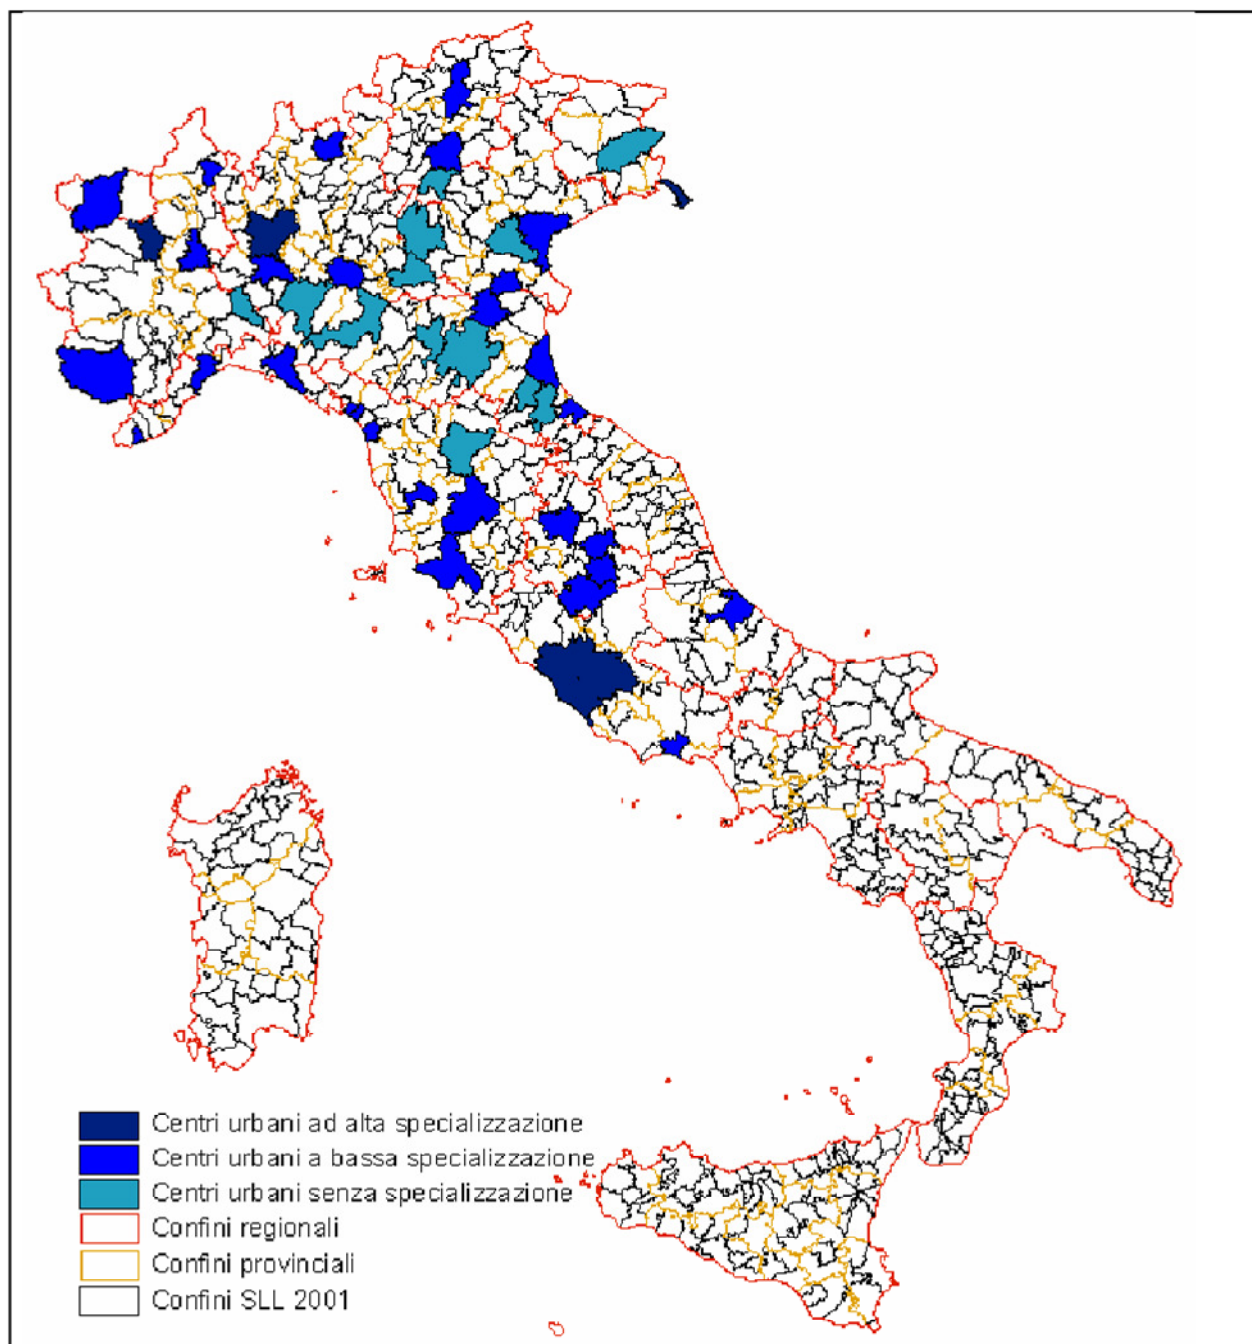 Centri urbani ad alta specializzazione
Centri urbani a bassa specializzazione
Centri urbani senza specializzazione
Confini regionali
Confini provinciali
Confini SLL 2001